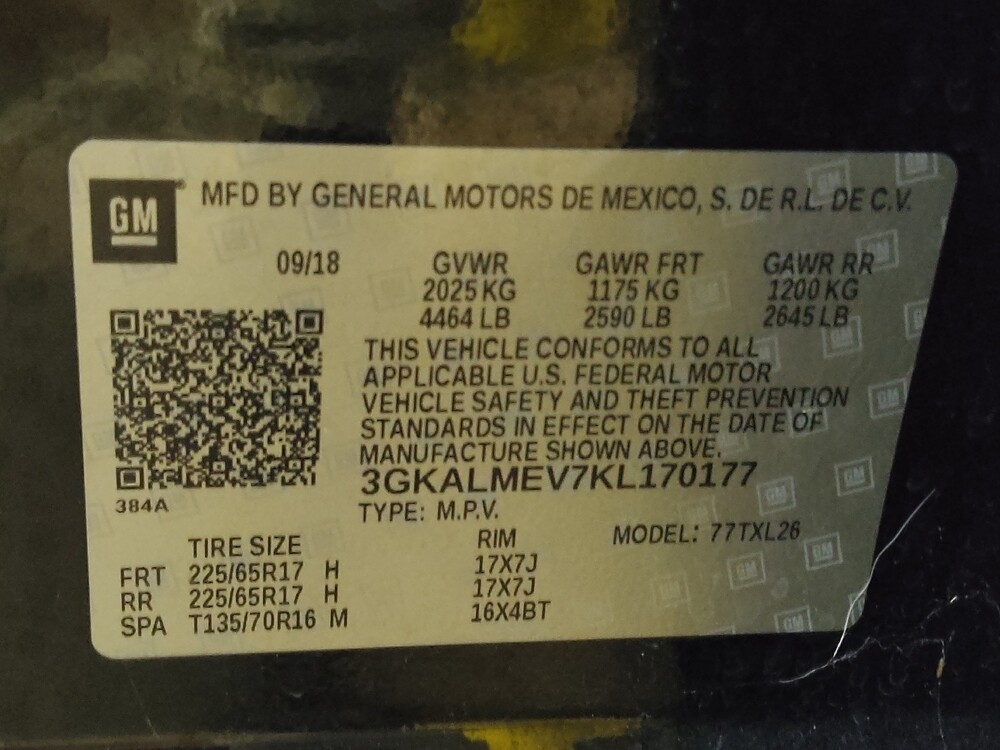 GM MFD BY GENERAL MOTORS DE MEXICO, S. DE R.L. DE C.V.
09/18 GVWR GAWR FRT GAWR RR
2025 KG 1175 KG 1200 KG
4464 LB 2590 LB 2645 LB
THIS VEHICLE CONFORMS TO ALL
APPLICABLE U.S. FEDERAL MOTOR
VEHICLE SAFETY AND THEFT PREVENTION
STANDARDS IN EFFECT ON THE DATE OF
MANUFACTURE SHOWN ABOVE.
3GKALMEV7KL170177
384A
TYPE: M.P.V.
TIRE SIZE RIM MODEL: 77TXL26
FRT 225/65R17 H 17X7J
RR 225/65R17 H 17X7J
SPA T135/70R16 M 16X4BT